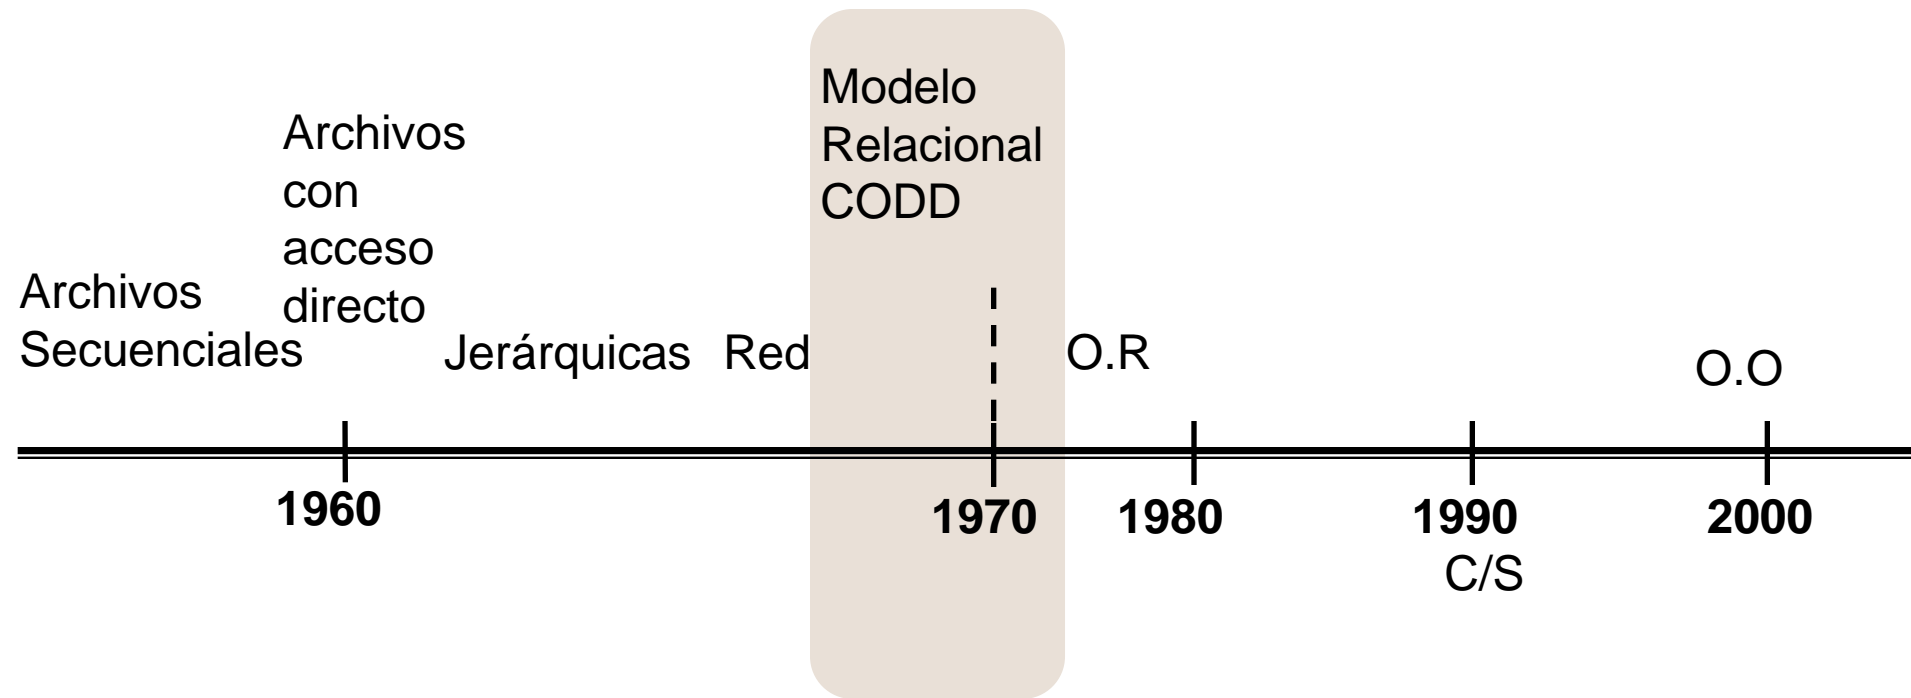 Archivos
Secuenciales
Archivos
con
acceso
directo
Jerárquicas
Red
Modelo
Relacional
CODD
O.R
O.O
1960
1970
1980
1990
C/S
2000